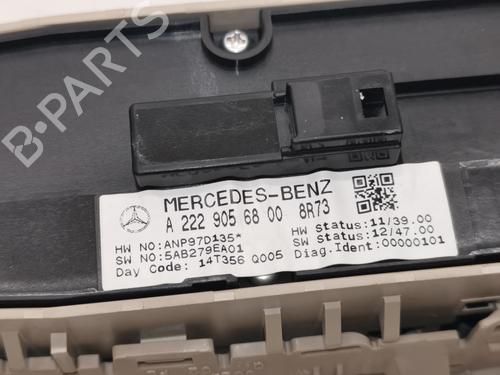 B-PARTS
MERCEDES-BENZ
A 222 905 68 00 8R73
HW NO:ANP97D135* HW Status:11/39.00
SW NO:5AB279EA01 SW Status:12/47.00
Day Code: 14T356 Q005 Diag.Ident:00000101